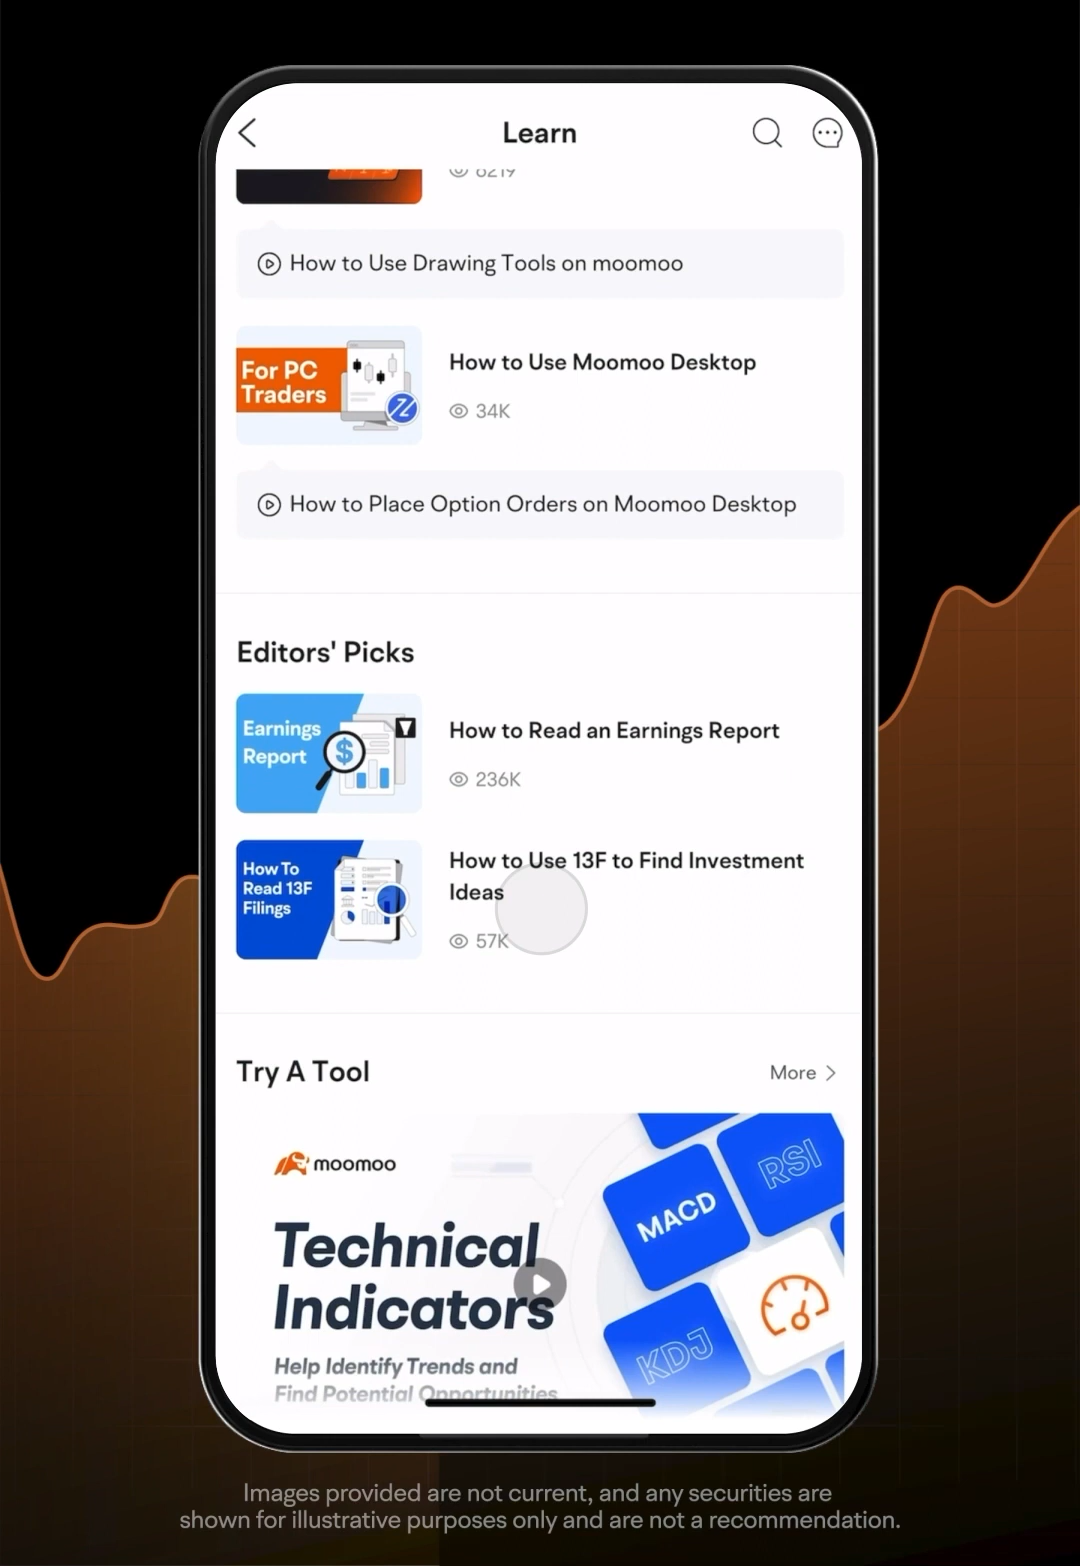 Learn
6219
How to Use Drawing Tools on moomoo
For PC
Traders
How to Use Moomoo Desktop
34K
How to Place Option Orders on Moomoo Desktop
Editors' Picks
Earnings
Report
How to Read an Earnings Report
236K
How To
Read 13F
Filings
How to Use 13F to Find Investment
Ideas
57K
Try A Tool
More
moomoo
Technical
Indicators
Help Identify Trends and
Find Potential Opportunities
RSI
MACD
KDJ
Images provided are not current, and any securities are
shown for illustrative purposes only and are not a recommendation.